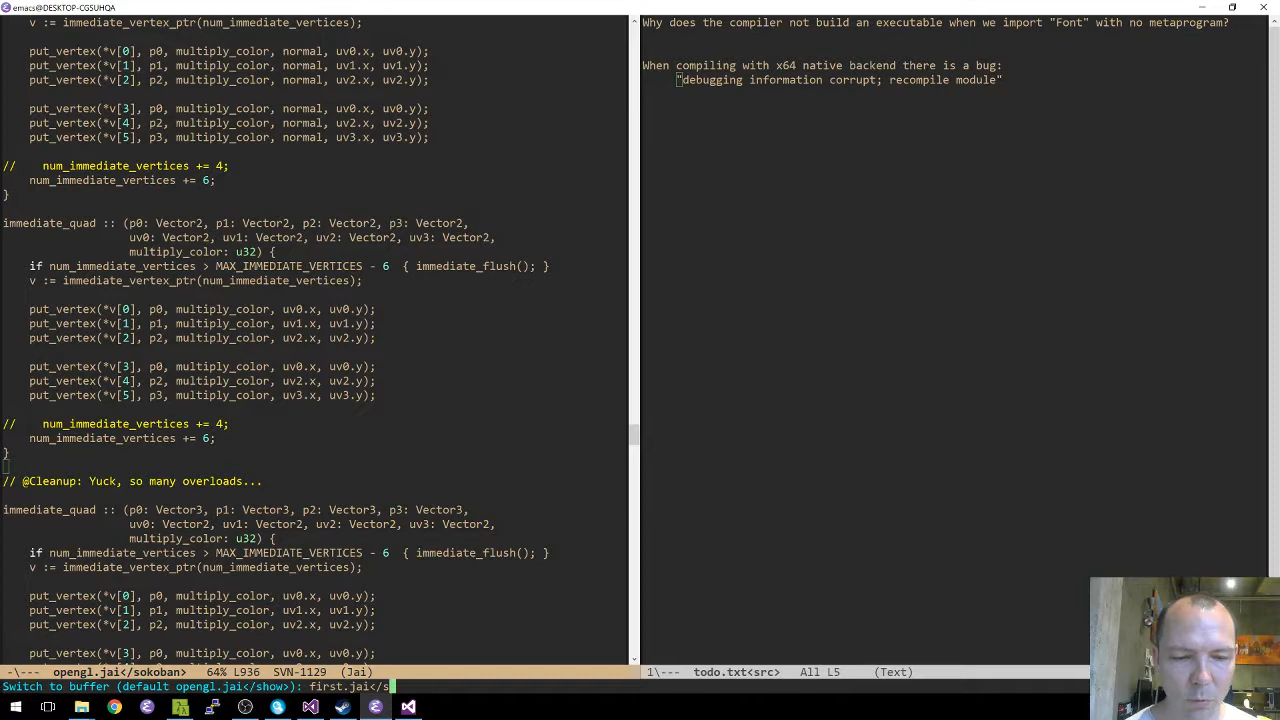 emacs@DESKTOP-CGSUHQA
v := immediate_vertex_ptr(num_immediate_vertices);
put_vertex(*v[0], p0, multiply_color, normal, uv0.x, uv0.y);
put_vertex(*v[1], p1, multiply_color, normal, uv1.x, uv1.y);
put_vertex(*v[2], p2, multiply_color, normal, uv2.x, uv2.y);
put_vertex(*v[3], p0, multiply_color, normal, uv0.x, uv0.y);
put_vertex(*v[4], p2, multiply_color, normal, uv2.x, uv2.y);
put_vertex(*v[5], p3, multiply_color, normal, uv3.x, uv3.y);
//    num_immediate_vertices += 4;
num_immediate_vertices += 6;
}
immediate_quad :: (p0: Vector2, p1: Vector2, p2: Vector2, p3: Vector2,
uv0: Vector2, uv1: Vector2, uv2: Vector2, uv3: Vector2,
multiply_color: u32) {
if num_immediate_vertices > MAX_IMMEDIATE_VERTICES - 6  { immediate_flush(); }
v := immediate_vertex_ptr(num_immediate_vertices);
put_vertex(*v[0], p0, multiply_color, uv0.x, uv0.y);
put_vertex(*v[1], p1, multiply_color, uv1.x, uv1.y);
put_vertex(*v[2], p2, multiply_color, uv2.x, uv2.y);
put_vertex(*v[3], p0, multiply_color, uv0.x, uv0.y);
put_vertex(*v[4], p2, multiply_color, uv2.x, uv2.y);
put_vertex(*v[5], p3, multiply_color, uv3.x, uv3.y);
//    num_immediate_vertices += 4;
num_immediate_vertices += 6;
}
// @Cleanup: Yuck, so many overloads...
immediate_quad :: (p0: Vector3, p1: Vector3, p2: Vector3, p3: Vector3,
uv0: Vector2, uv1: Vector2, uv2: Vector2, uv3: Vector2,
multiply_color: u32) {
if num_immediate_vertices > MAX_IMMEDIATE_VERTICES - 6  { immediate_flush(); }
v := immediate_vertex_ptr(num_immediate_vertices);
put_vertex(*v[0], p0, multiply_color, uv0.x, uv0.y);
put_vertex(*v[1], p1, multiply_color, uv1.x, uv1.y);
put_vertex(*v[2], p2, multiply_color, uv2.x, uv2.y);
put_vertex(*v[3], p0, multiply_color, uv0.x, uv0.y);
-\--- opengl.jai</sokoban>   64% L936   SVN-1129  (Jai)
Why does the compiler not build an executable when we import "Font" with no metaprogram?
When compiling with x64 native backend there is a bug:
"debugging information corrupt; recompile module"
1\--- todo.txt<src>   All L5     (Text)
Switch to buffer (default opengl.jai</show>): first.jai</s